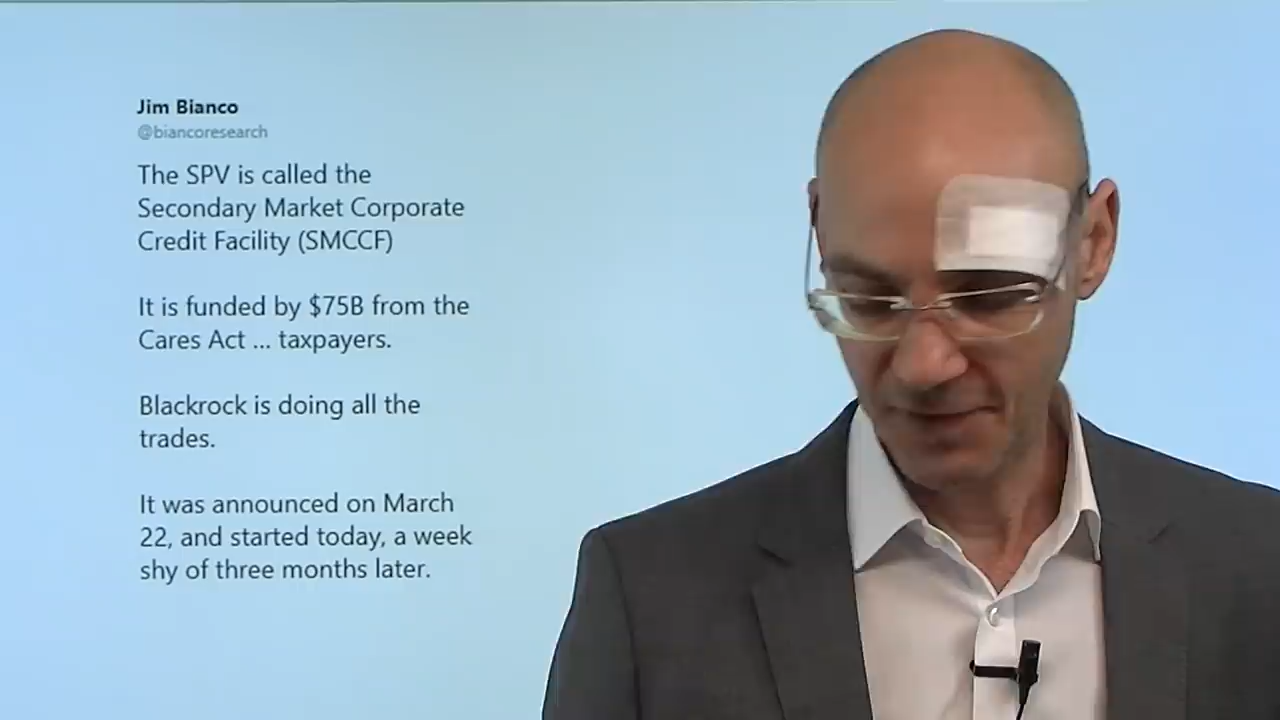 Jim Bianco
@biancoresearch
The SPV is called the
Secondary Market Corporate
Credit Facility (SMCCF)
It is funded by $75B from the
Cares Act ... taxpayers.
Blackrock is doing all the
trades.
It was announced on March
22, and started today, a week
shy of three months later.